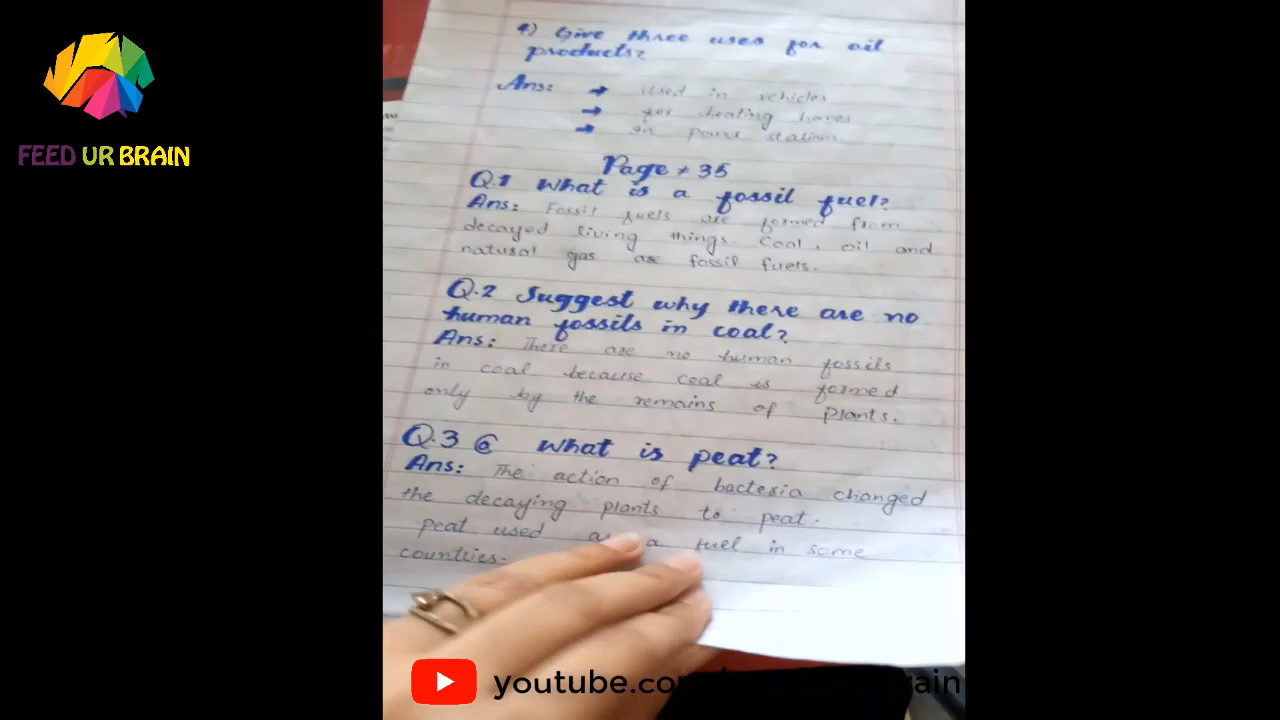 FEED UR BRAIN
4) Give three uses for oil
products?
Ans: → Used in vehicles
→ for heating homes
→ In power stations
Page # 35
Q.1 What is a fossil fuel?
Ans: Fossil fuels are formed from
decayed living things. Coal, oil and
natural gas are fossil fuels.
Q.2 Suggest why there are no
human fossils in coal?
Ans: There are no human fossils
in coal because coal is formed
only by the remains of plants.
Q.3 @ What is peat?
Ans: The action of bacteria changed
the decaying plants to peat.
peat used as a fuel in some
countries.
youtube.co